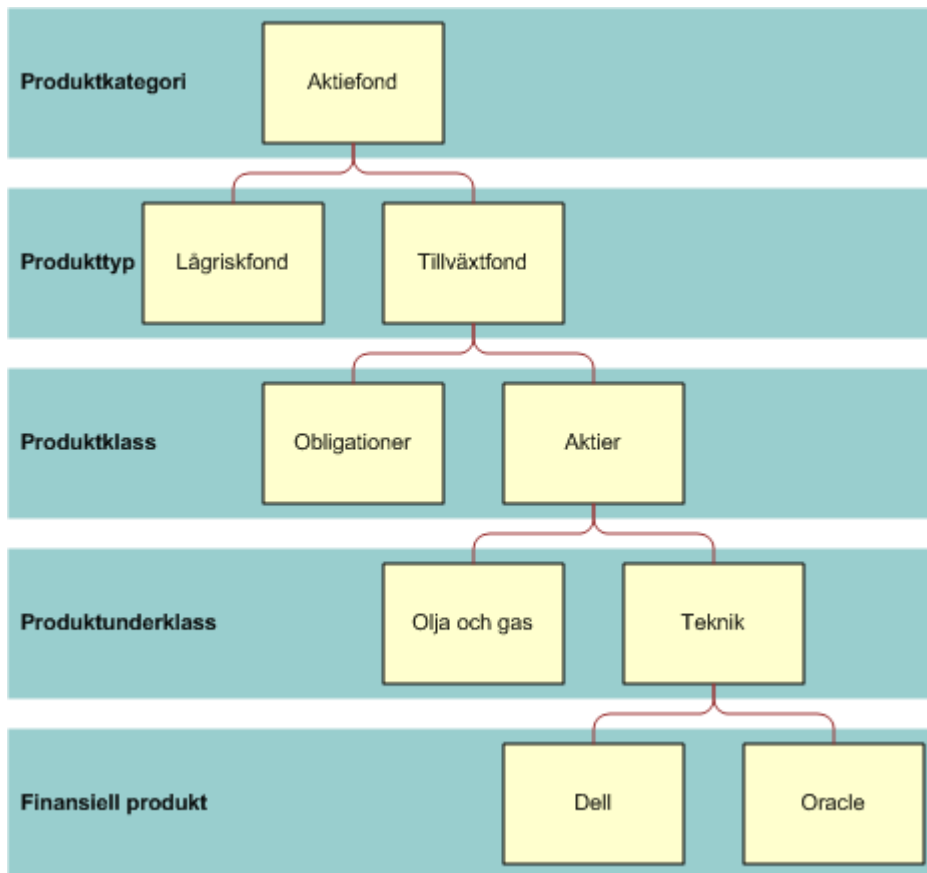 Produktkategori
Aktiefond
Produkttyp
Lågriskfond
Tillväxtfond
Produktklass
Obligationer
Aktier
Produktunderklass
Olja och gas
Teknik
Finansiell produkt
Dell
Oracle